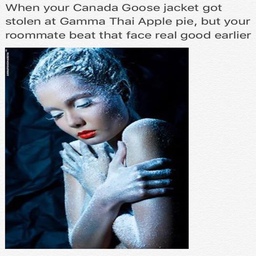 When your Canada Goose jacket got
stolen at Gamma Thai Apple pie, but your
roommate beat that face real good earlier